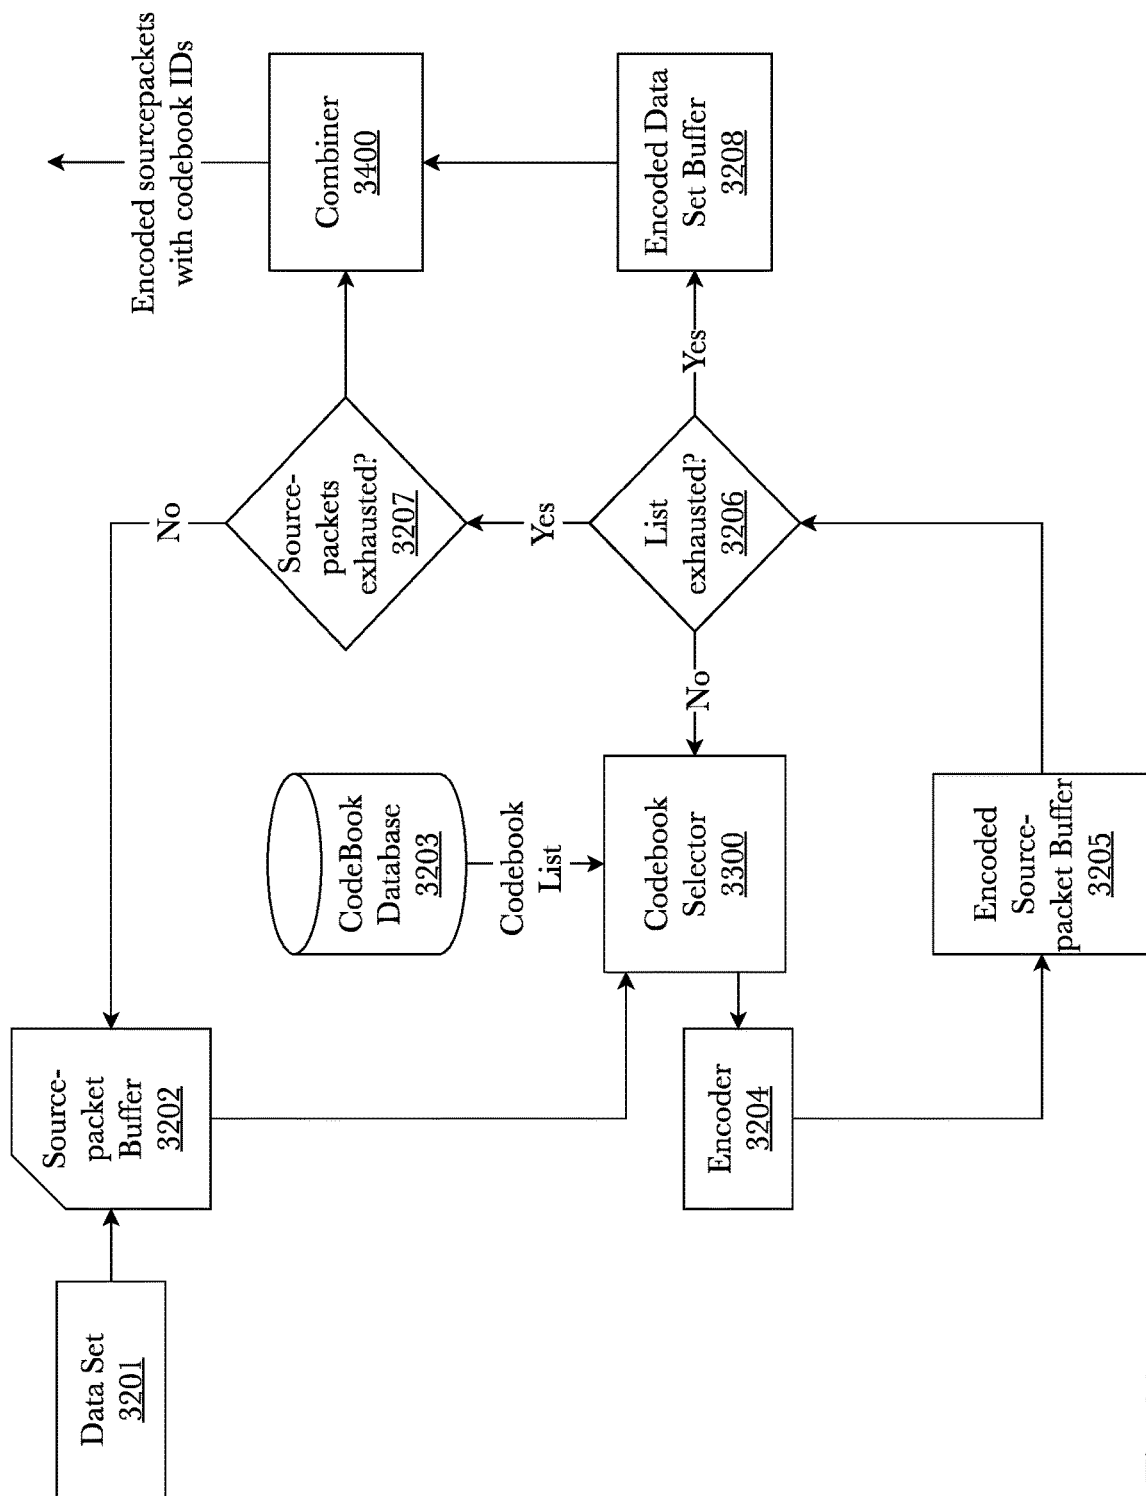 Data Set
3201
Source-
packet
Buffer
3202
No
CodeBook
Database
3203
Codebook
List
Codebook
Selector
3300
Encoder
3204
Encoded
Source-
packet Buffer
3205
No
List
exhausted?
3206
Yes
Yes
Source-
packets
exhausted?
3207
Encoded Data
Set Buffer
3208
Combiner
3400
Encoded sourcepackets
with codebook IDs